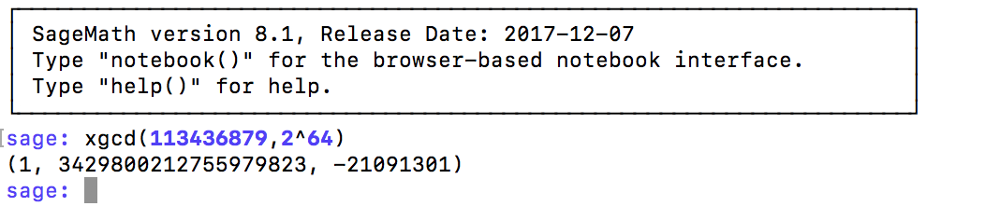 SageMath version 8.1, Release Date: 2017-12-07
Type "notebook()" for the browser-based notebook interface.
Type "help()" for help.
sage: xgcd(113436879,2^64)
(1, 3429800212755979823, -21091301)
sage: